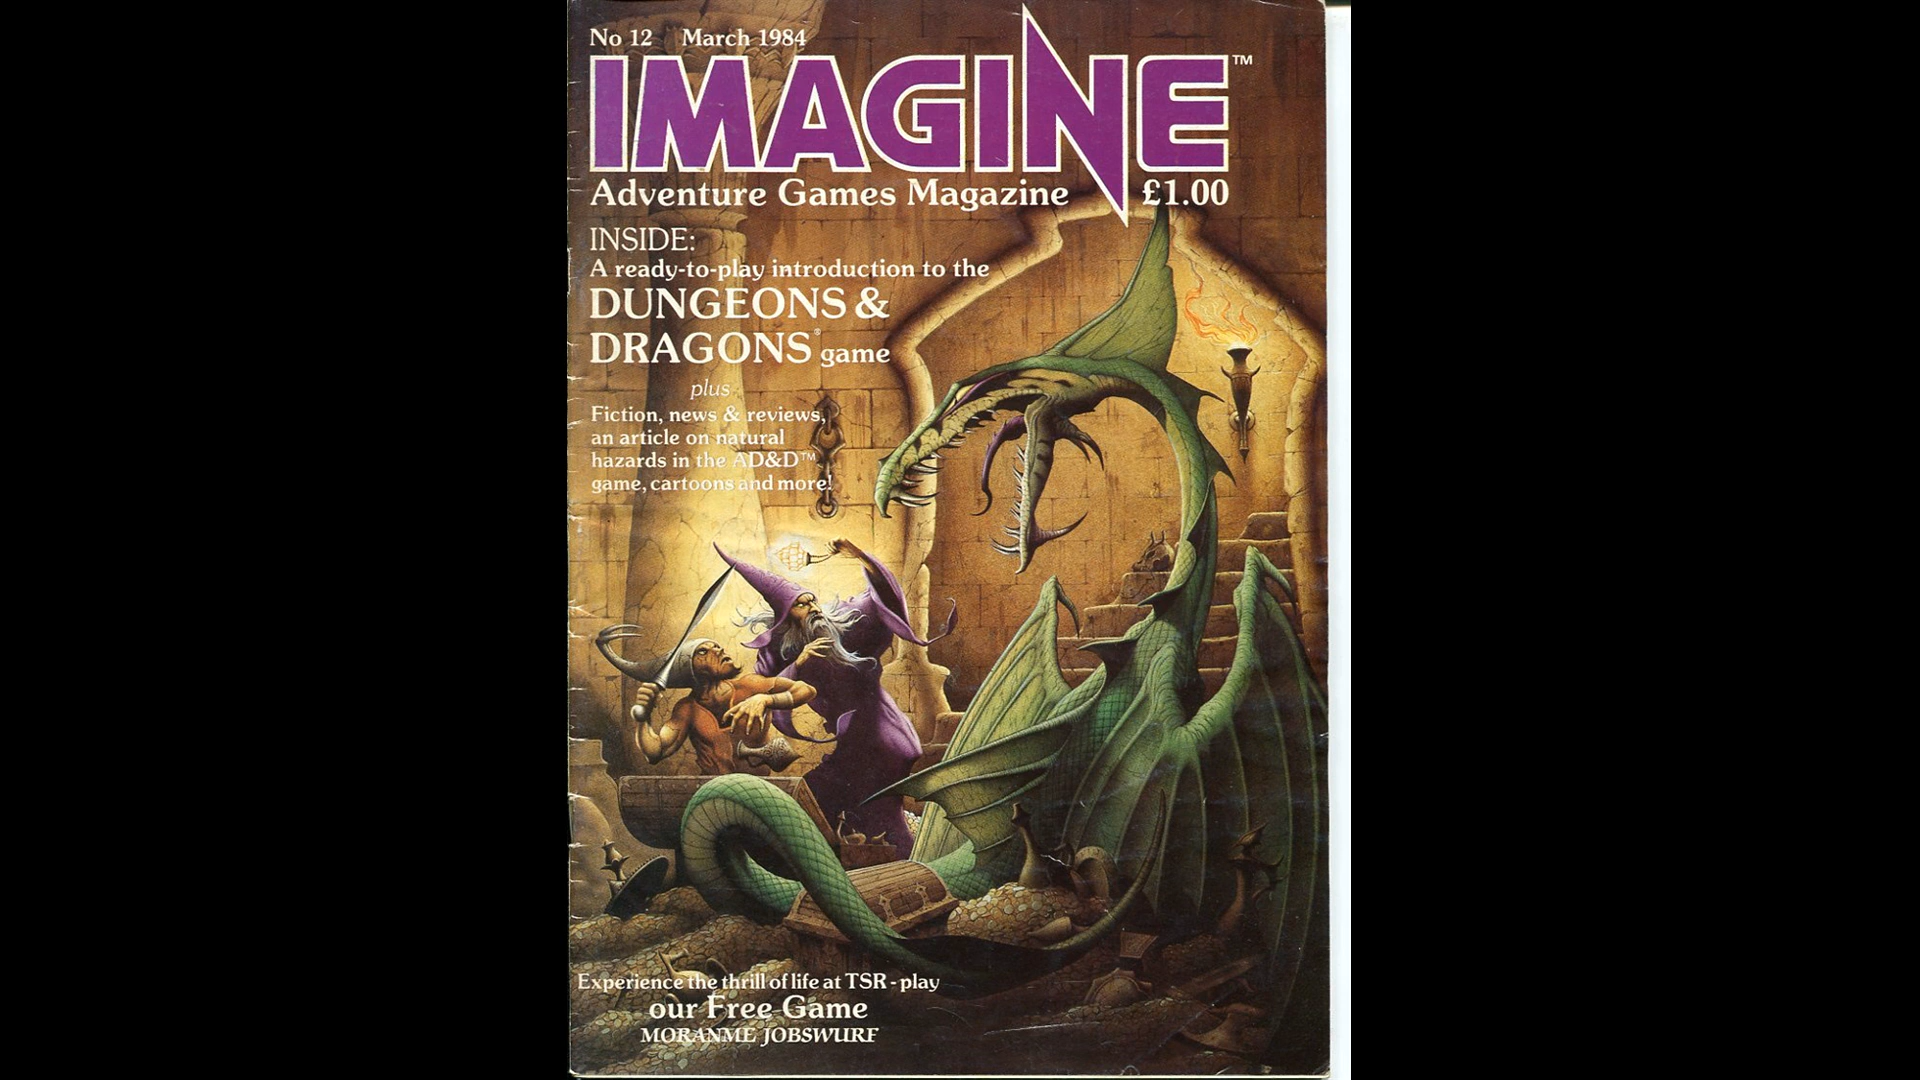 No 12 March 1984
IMAGINE™
Adventure Games Magazine £1.00
INSIDE:
A ready-to-play introduction to the
DUNGEONS &
DRAGONS® game
plus
Fiction, news & reviews,
an article on natural
hazards in the AD&D™
game, cartoons and more!
Experience the thrill of life at TSR - play
our Free Game
MORANME JOBSWURF